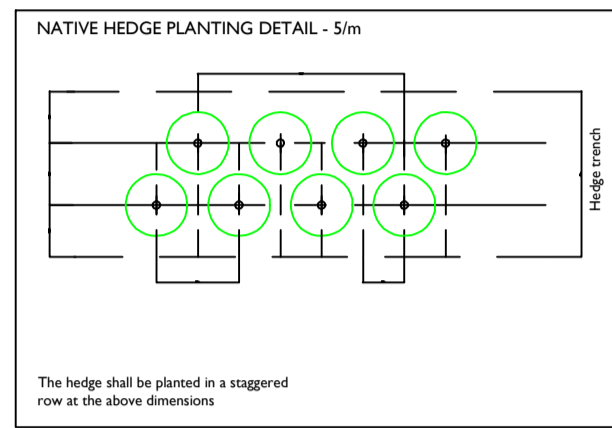 NATIVE HEDGE PLANTING DETAIL - 5/m
Hedge trench
The hedge shall be planted in a staggered
row at the above dimensions